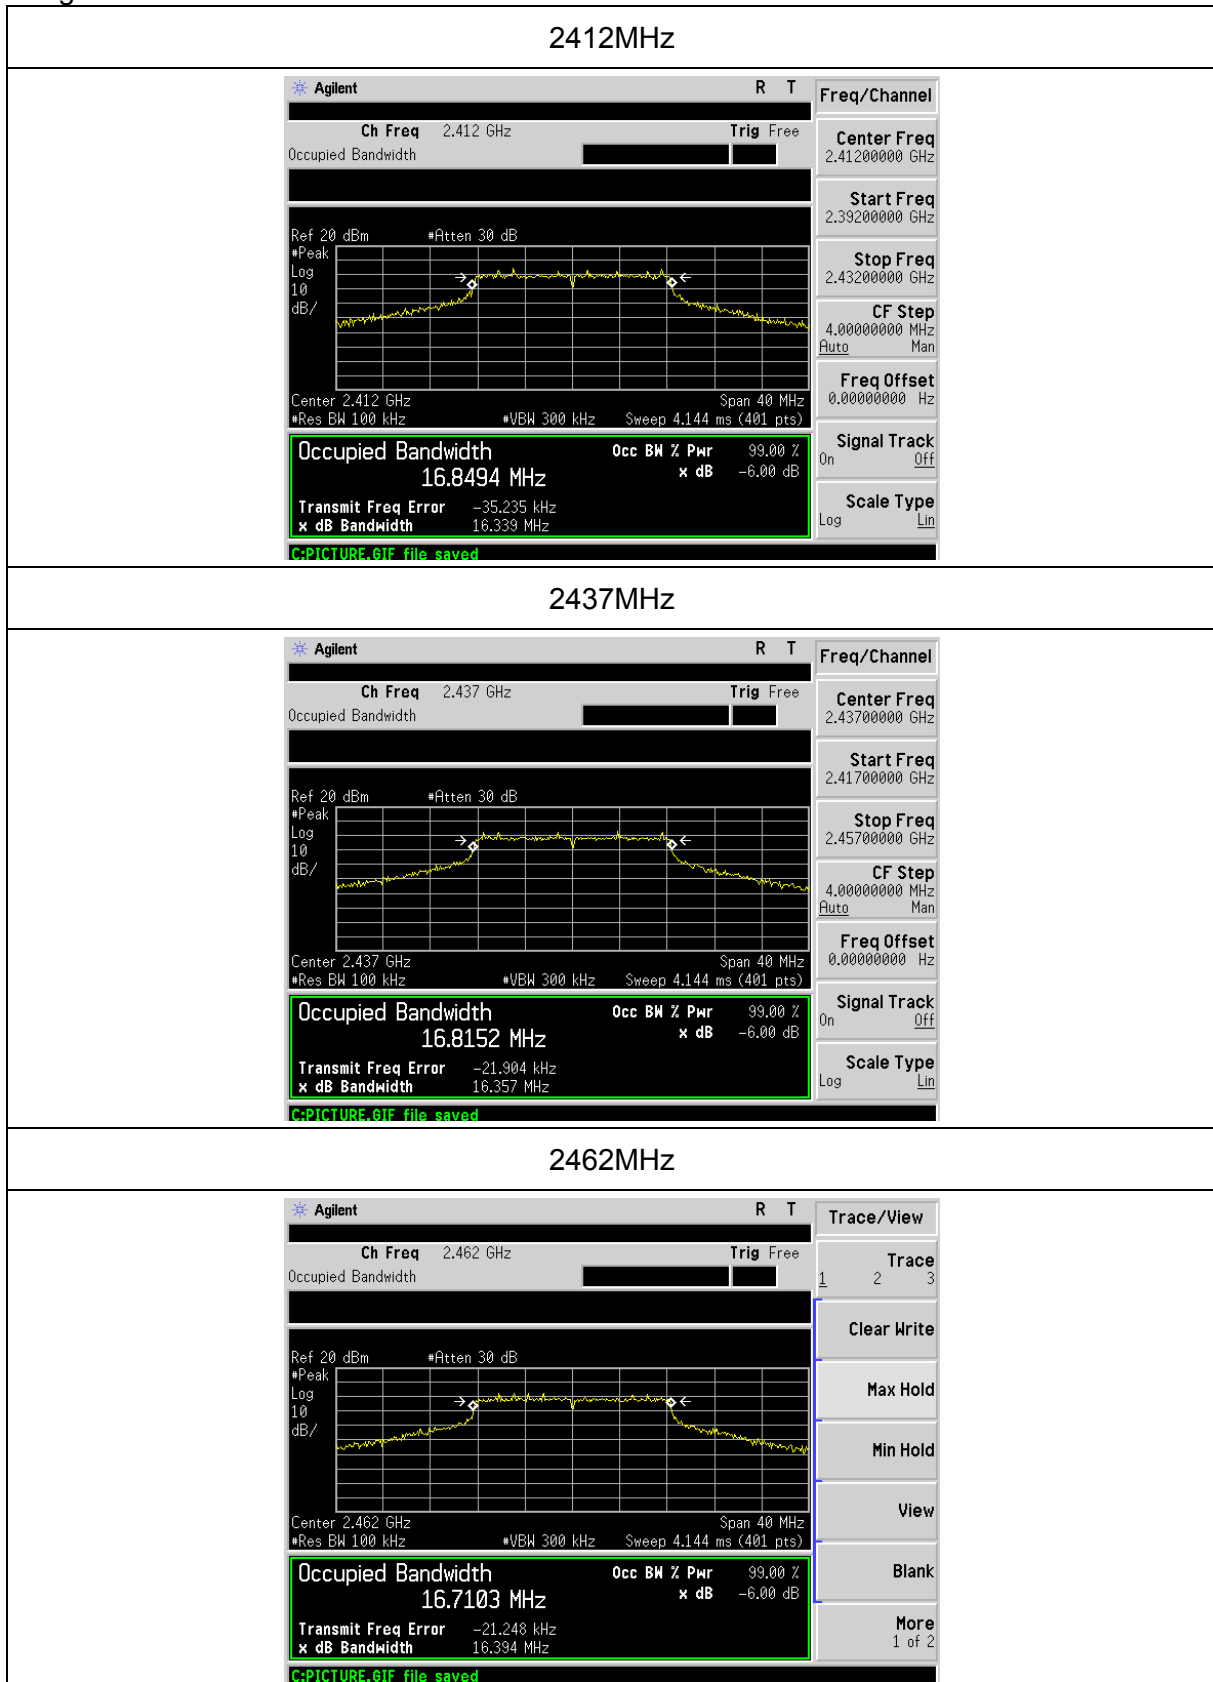 2412MHz
Agilent R T Freq/Channel
Ch Freq 2.412 GHz Trig Free
Occupied Bandwidth
Center Freq
2.41200000 GHz
Start Freq
2.39200000 GHz
Stop Freq
2.43200000 GHz
CF Step
4.00000000 MHz
Auto Man
Freq Offset
0.00000000 Hz
Signal Track
On Off
Scale Type
Log Lin
Ref 20 dBm #Atten 30 dB
#Peak
Log
10
dB/
Center 2.412 GHz Span 40 MHz
#Res BW 100 kHz #VBW 300 kHz Sweep 4.144 ms (401 pts)
Occupied Bandwidth Occ BW % Pwr 99.00 %
16.8494 MHz x dB -6.00 dB
Transmit Freq Error -35.235 kHz
x dB Bandwidth 16.339 MHz
C:PICTURE.GIF file saved
2437MHz
Agilent R T Freq/Channel
Ch Freq 2.437 GHz Trig Free
Occupied Bandwidth
Center Freq
2.43700000 GHz
Start Freq
2.41700000 GHz
Stop Freq
2.45700000 GHz
CF Step
4.00000000 MHz
Auto Man
Freq Offset
0.00000000 Hz
Signal Track
On Off
Scale Type
Log Lin
Ref 20 dBm #Atten 30 dB
#Peak
Log
10
dB/
Center 2.437 GHz Span 40 MHz
#Res BW 100 kHz #VBW 300 kHz Sweep 4.144 ms (401 pts)
Occupied Bandwidth Occ BW % Pwr 99.00 %
16.8152 MHz x dB -6.00 dB
Transmit Freq Error -21.904 kHz
x dB Bandwidth 16.357 MHz
C:PICTURE.GIF file saved
2462MHz
Agilent R T Trace/View
Ch Freq 2.462 GHz Trig Free
Occupied Bandwidth
Trace
1 2 3
Clear Write
Max Hold
Min Hold
View
Blank
More
1 of 2
Ref 20 dBm #Atten 30 dB
#Peak
Log
10
dB/
Center 2.462 GHz Span 40 MHz
#Res BW 100 kHz #VBW 300 kHz Sweep 4.144 ms (401 pts)
Occupied Bandwidth Occ BW % Pwr 99.00 %
16.7103 MHz x dB -6.00 dB
Transmit Freq Error -21.248 kHz
x dB Bandwidth 16.394 MHz
C:PICTURE.GIF file saved